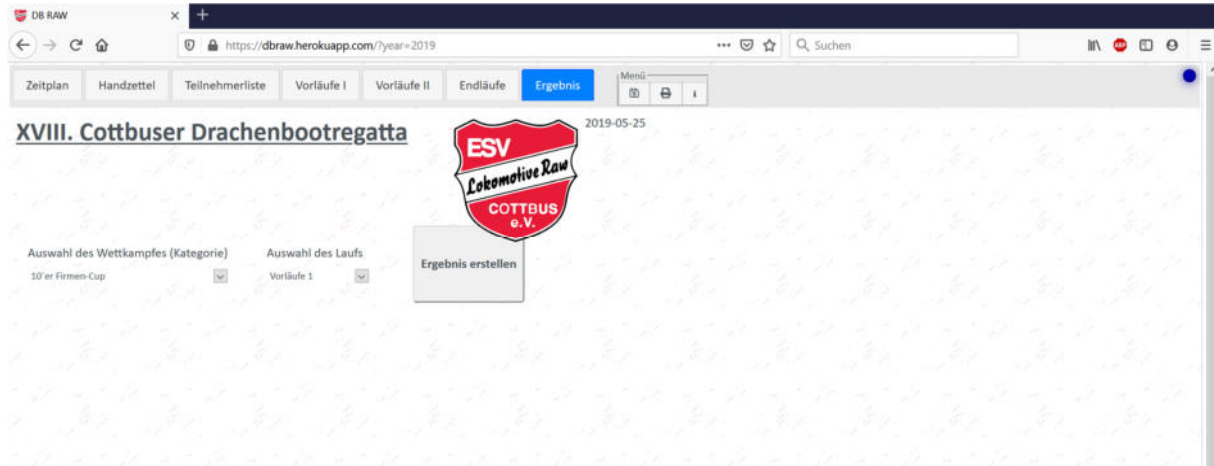 DB RAW
https://dbraw.herokuapp.com/?year=2019
Suchen
ABP
Zeitplan
Handzettel
Teilnehmerliste
Vorläufe I
Vorläufe II
Endläufe
Ergebnis
Menü
i
XVIII. Cottbuser Drachenbootregatta
2019-05-25
ESV
Lokomotive Raw
COTTBUS
e.V.
Auswahl des Wettkampfes (Kategorie)
Auswahl des Laufs
10'er Firmen-Cup
Vorläufe 1
Ergebnis erstellen